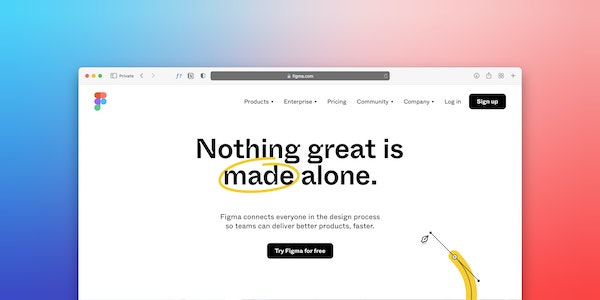 Private
figma.com
Products Enterprise Pricing Community Company Log in Sign up
Nothing great is
made alone.
Figma connects everyone in the design process
so teams can deliver better products, faster.
Try Figma for free